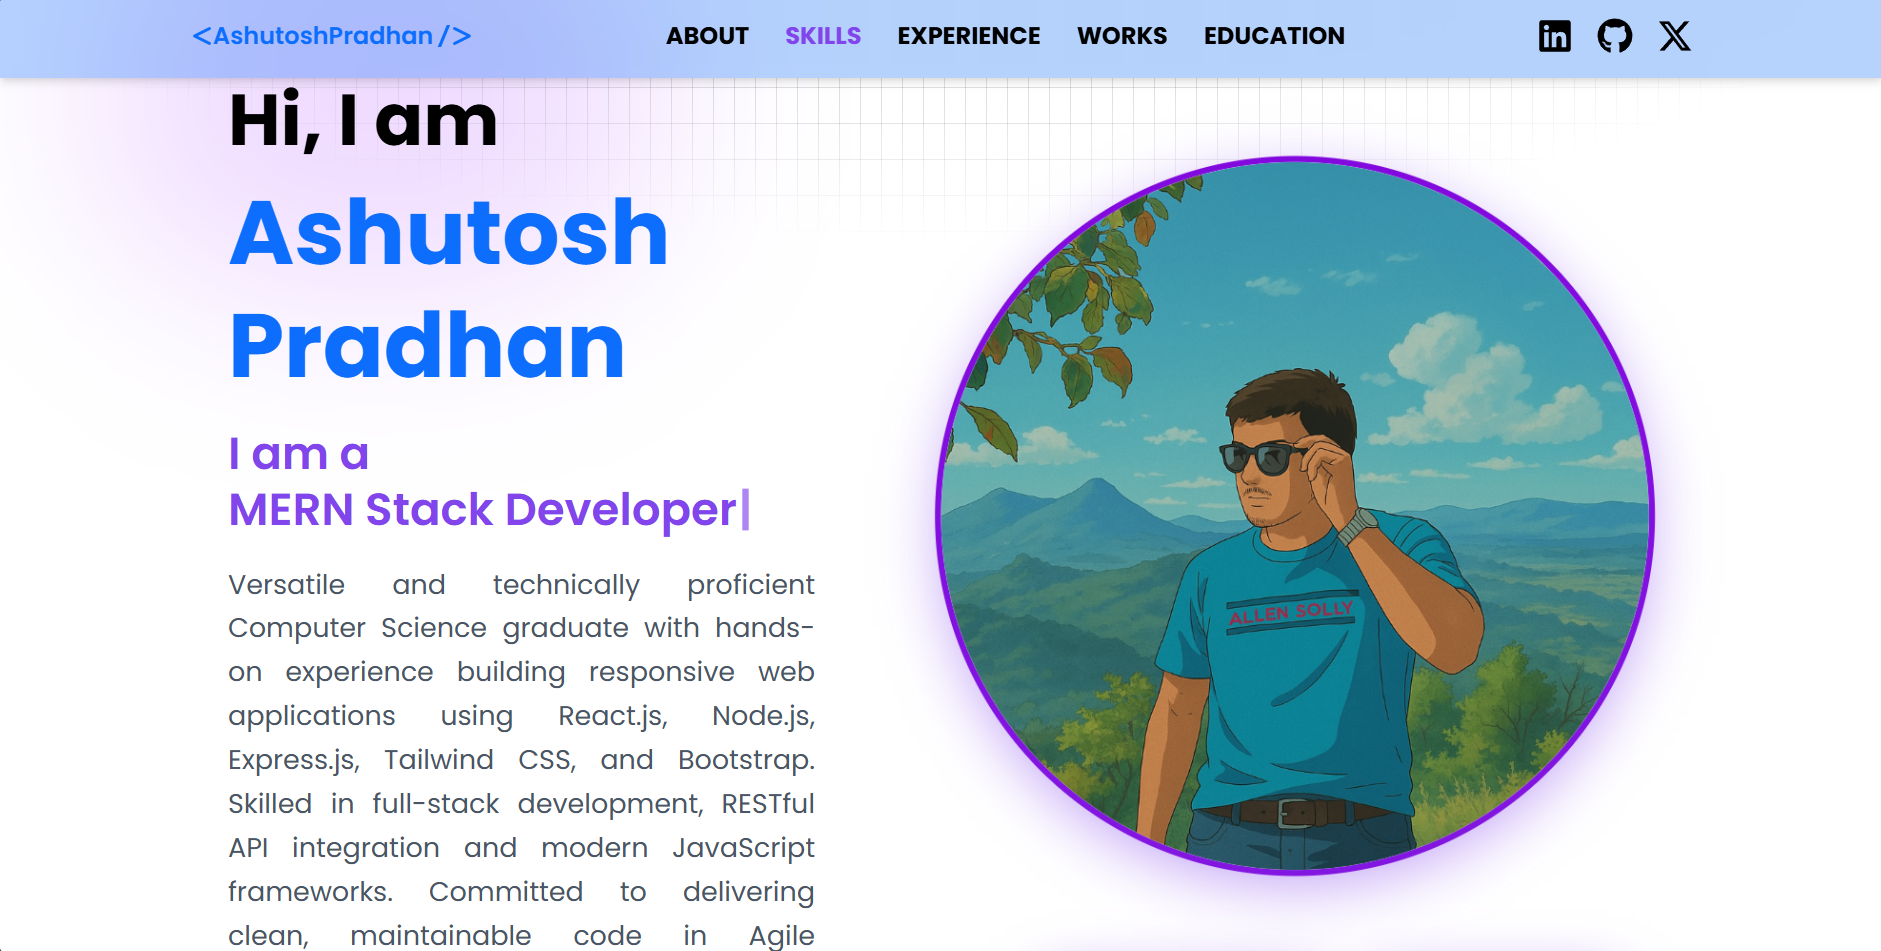 <AshutoshPradhan />
ABOUT SKILLS EXPERIENCE WORKS EDUCATION
Hi, I am
Ashutosh
Pradhan
I am a
MERN Stack Developer|
Versatile and technically proficient
Computer Science graduate with hands-
on experience building responsive web
applications using React.js, Node.js,
Express.js, Tailwind CSS, and Bootstrap.
Skilled in full-stack development, RESTful
API integration and modern JavaScript
frameworks. Committed to delivering
clean, maintainable code in Agile
ALLEN SOLLY